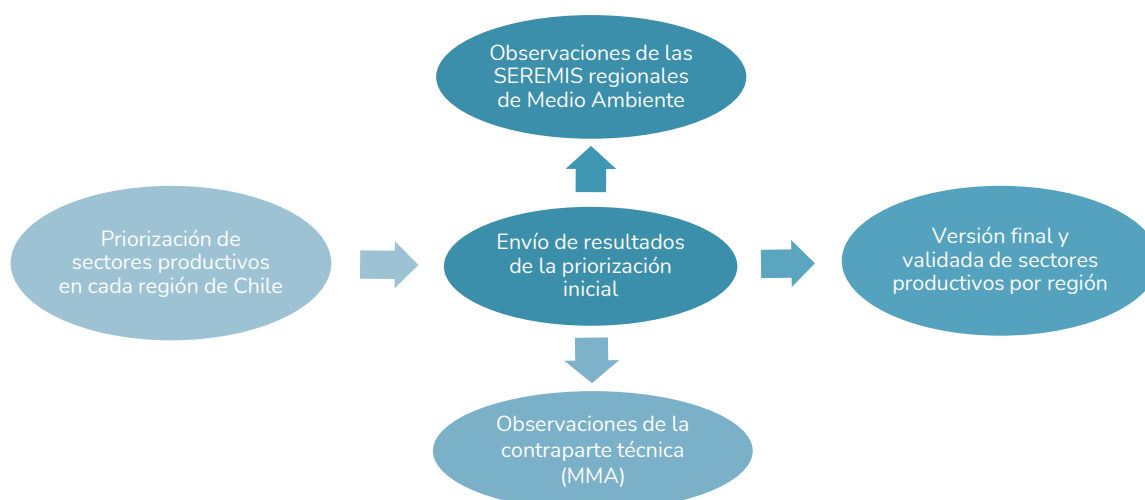 Observaciones de las
SEREMIS regionales
de Medio Ambiente
Priorización de
sectores productivos
en cada región de Chile
Envío de resultados
de la priorización
inicial
Versión final y
validada de sectores
productivos por región
Observaciones de la
contraparte técnica
(MMA)